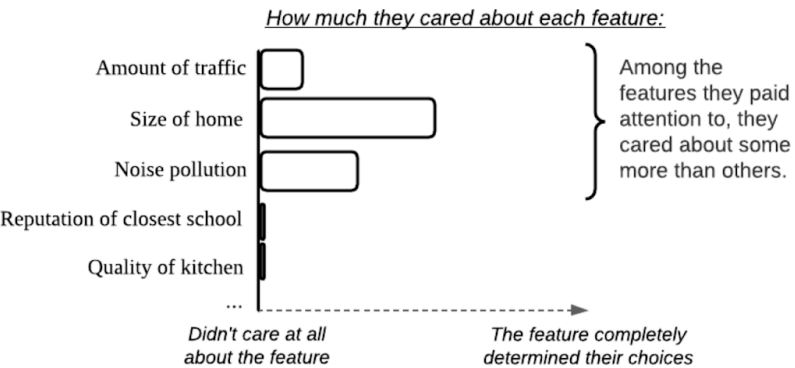 How much they cared about each feature:
Amount of traffic
Size of home
Noise pollution
Reputation of closest school
Quality of kitchen
...
Among the
features they paid
attention to, they
cared about some
more than others.
Didn't care at all
about the feature
The feature completely
determined their choices